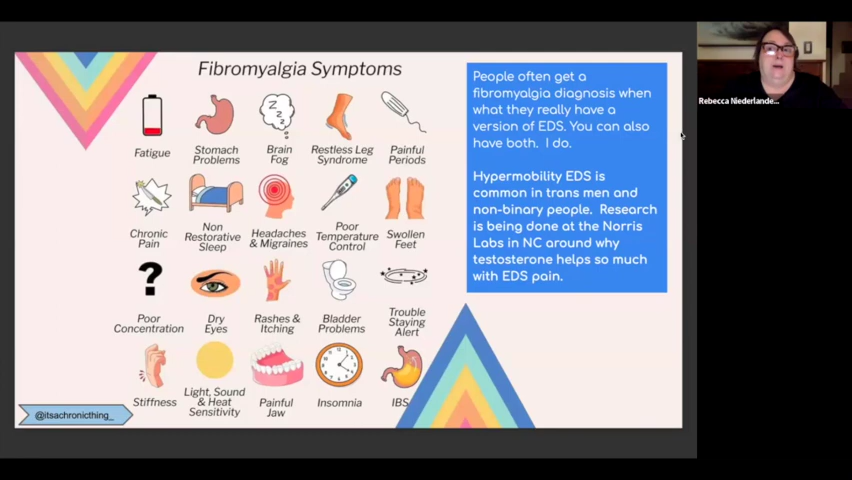 Fibromyalgia Symptoms
Fatigue
Stomach
Problems
Brain
Fog
Restless Leg
Syndrome
Painful
Periods
Chronic
Pain
Non
Restorative
Sleep
Headaches
& Migraines
Poor
Temperature
Control
Swollen
Feet
Poor
Concentration
Dry
Eyes
Rashes &
Itching
Bladder
Problems
Trouble
Staying
Alert
Stiffness
Light, Sound
& Heat
Sensitivity
Painful
Jaw
Insomnia
IBS
@itsachronicthing_
People often get a
fibromyalgia diagnosis when
what they really have a
version of EDS. You can also
have both. I do.
Hypermobility EDS is
common in trans men and
non-binary people. Research
is being done at the Norris
Labs in NC around why
testosterone helps so much
with EDS pain.
Rebecca Niederlande...